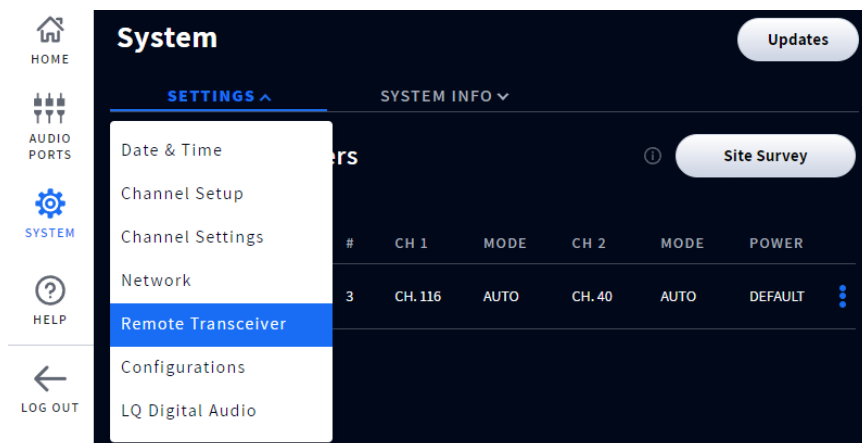 HOME
AUDIO
PORTS
SYSTEM
HELP
LOG OUT
System
Updates
SETTINGS
SYSTEM INFO
Date & Time
Channel Setup
Channel Settings
Network
Remote Transceiver
Configurations
LQ Digital Audio
ers
Site Survey
# CH 1 MODE CH 2 MODE POWER
3 CH. 116 AUTO CH. 40 AUTO DEFAULT